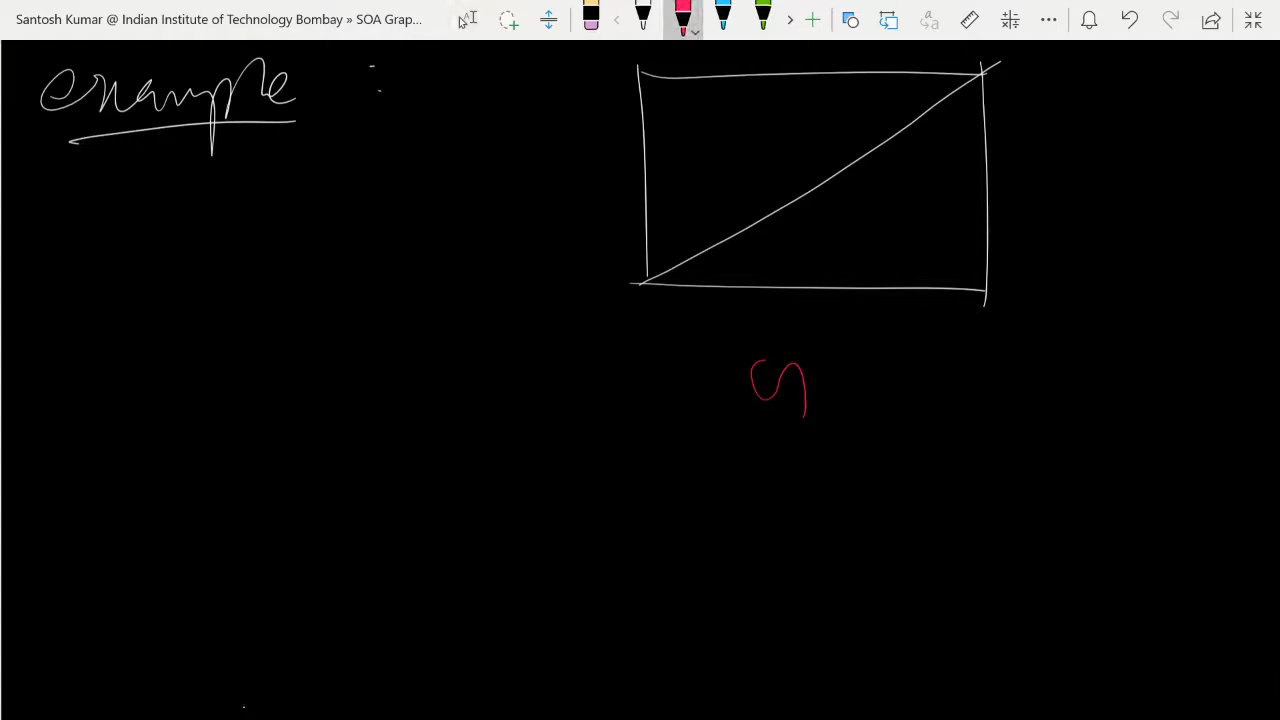 Santosh Kumar @ Indian Institute of Technology Bombay » SOA Grap...
example :